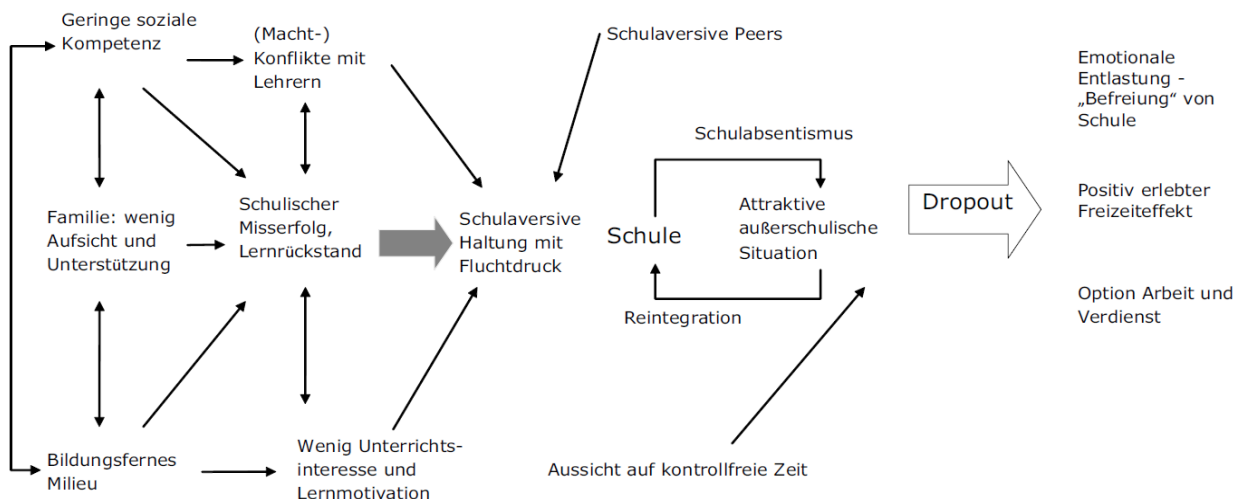 Geringe soziale
Kompetenz
(Macht-)
Konflikte mit
Lehrern
Schulaversive Peers
Emotionale
Entlastung -
„Befreiung“ von
Schule
Schulabsentismus
Familie: wenig
Aufsicht und
Unterstützung
Schulischer
Misserfolg,
Lernrückstand
Schulaversive
Haltung mit
Fluchtdruck
Schule
Attraktive
außerschulische
Situation
Dropout
Positiv erlebter
Freizeiteffekt
Reintegration
Option Arbeit und
Verdienst
Bildungsfernes
Milieu
Wenig Unterrichts-
interesse und
Lernmotivation
Aussicht auf kontrollfreie Zeit